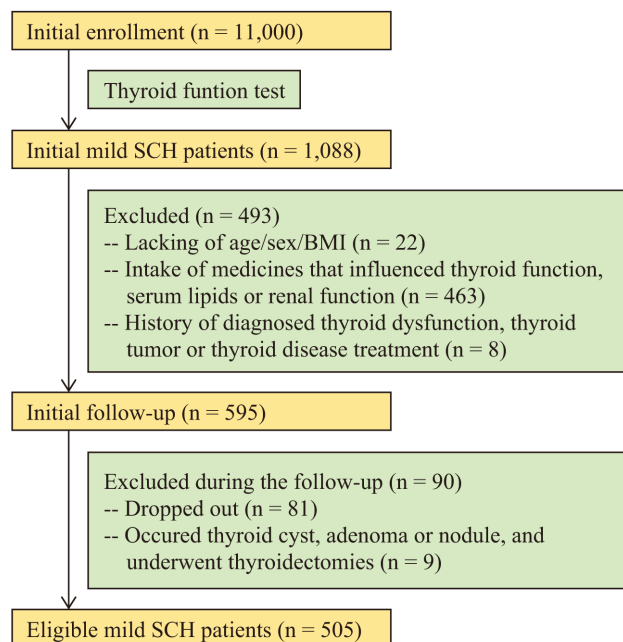 Initial enrollment (n = 11,000)
Thyroid funtion test
Initial mild SCH patients (n = 1,088)
Excluded (n = 493)
-- Lacking of age/sex/BMI (n = 22)
-- Intake of medicines that influenced thyroid function,
serum lipids or renal function (n = 463)
-- History of diagnosed thyroid dysfunction, thyroid
tumor or thyroid disease treatment (n = 8)
Initial follow-up (n = 595)
Excluded during the follow-up (n = 90)
-- Dropped out (n = 81)
-- Occured thyroid cyst, adenoma or nodule, and
underwent thyroidectomies (n = 9)
Eligible mild SCH patients (n = 505)